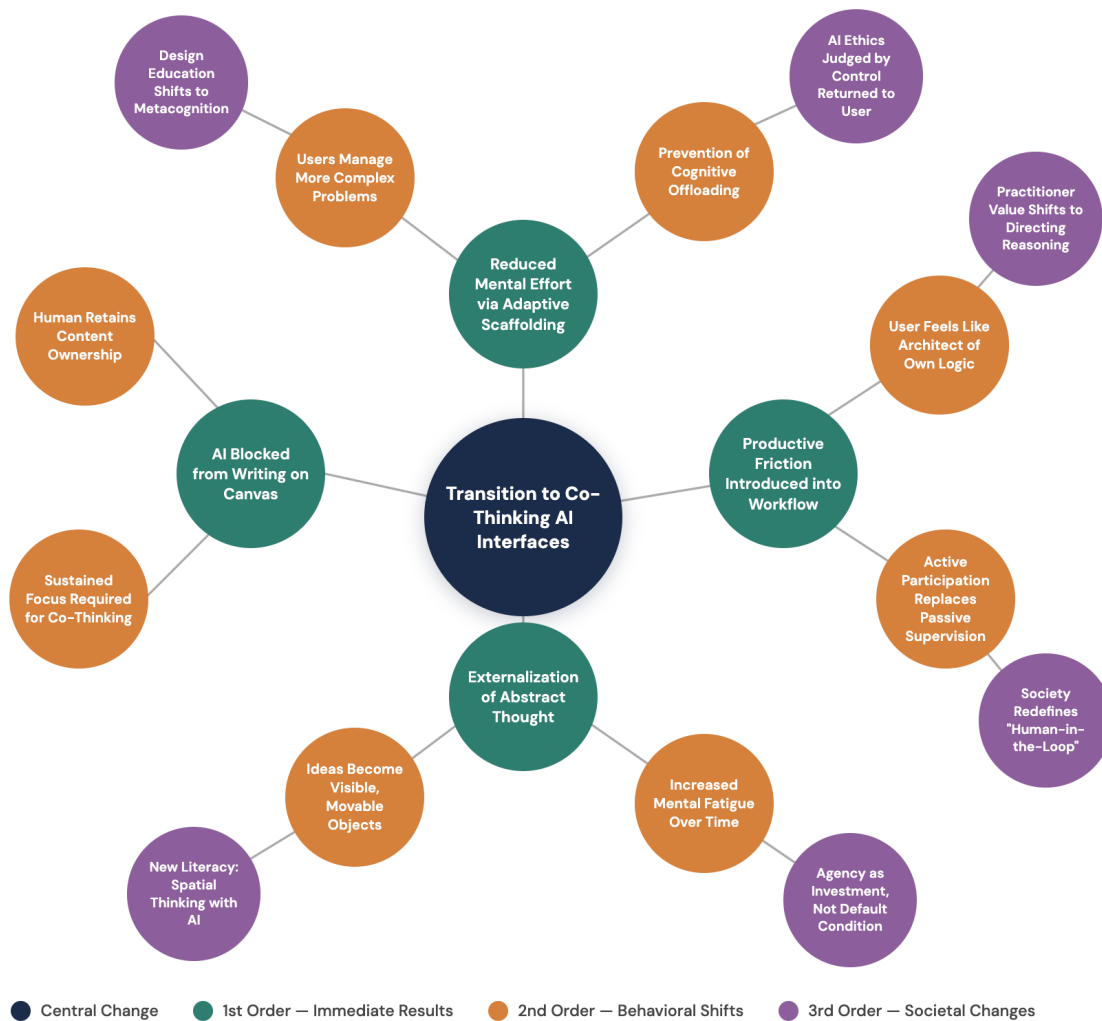 Design
Education
Shifts to
Metacognition
AI Ethics
Judged by
Control
Returned to
User
Users Manage
More Complex
Problems
Prevention of
Cognitive
Offloading
Practitioner
Value Shifts to
Directing
Reasoning
Reduced
Mental Effort
via Adaptive
Scaffolding
Human Retains
Content
Ownership
User Feels Like
Architect of
Own Logic
AI Blocked
from Writing on
Canvas
Productive
Friction
Introduced into
Workflow
Transition to Co-
Thinking AI
Interfaces
Sustained
Focus Required
for Co-Thinking
Active
Participation
Replaces
Passive
Supervision
Externalization
of Abstract
Thought
Society
Redefines
"Human-in-
the-Loop"
Ideas Become
Visible,
Movable
Objects
Increased
Mental Fatigue
Over Time
New Literacy:
Spatial
Thinking with
AI
Agency as
Investment,
Not Default
Condition
Central Change
1st Order — Immediate Results
2nd Order — Behavioral Shifts
3rd Order — Societal Changes